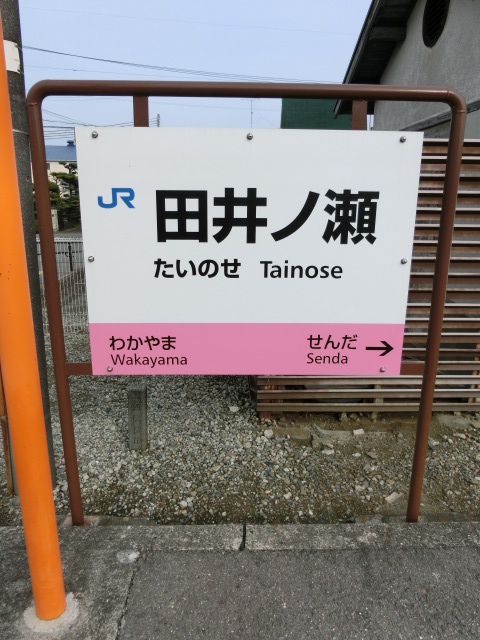 JR 田井ノ瀬
たいのせ Tainose
わかやま せんだ →
Wakayama Senda